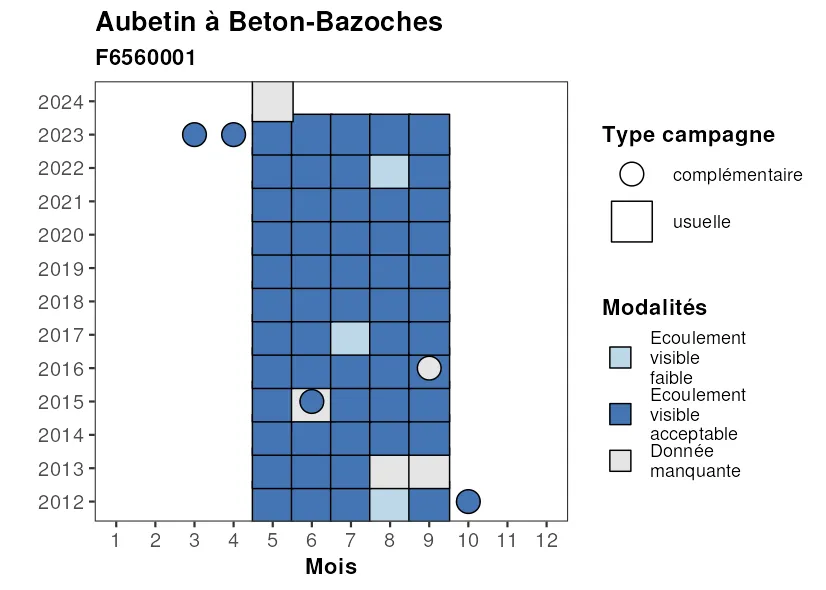 Aubetin à Beton-Bazoches
F6560001
2024
2023
2022
2021
2020
2019
2018
2017
2016
2015
2014
2013
2012
1 2 3 4 5 6 7 8 9 10 11 12
Mois
Type campagne
complémentaire
usuelle
Modalités
Ecoulement
visible
faible
Ecoulement
visible
acceptable
Donnée
manquante